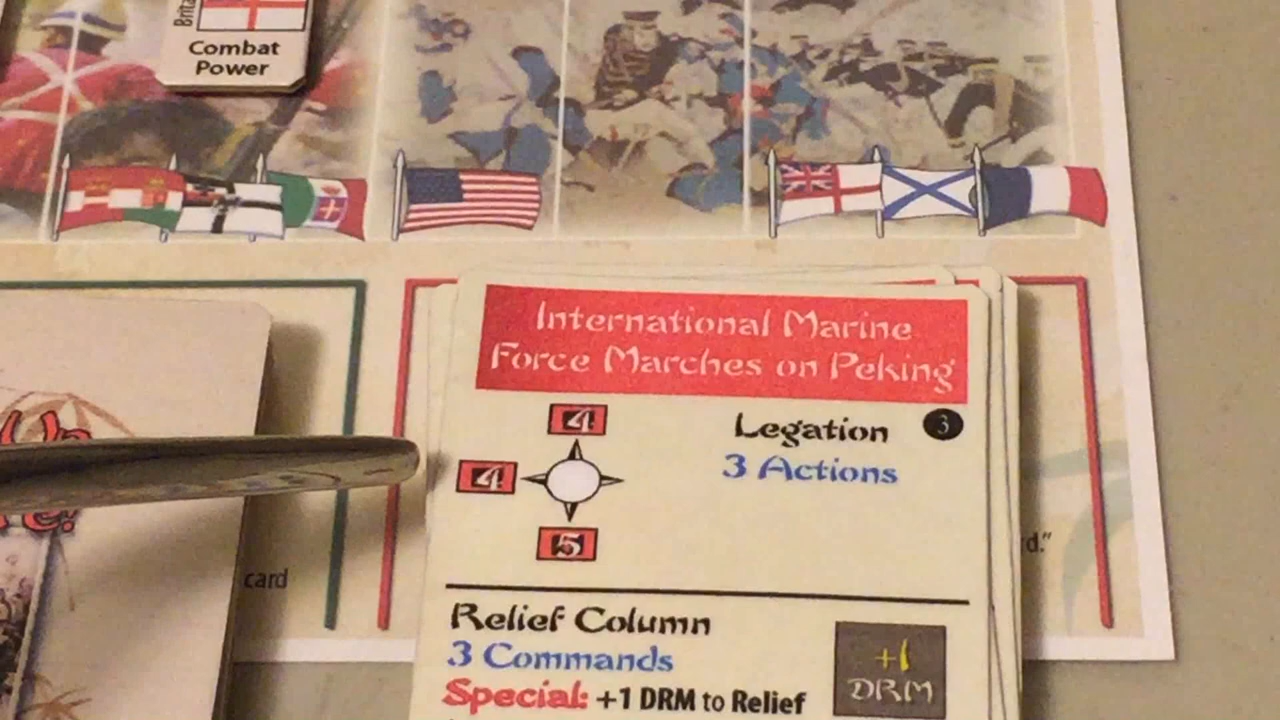 Combat
Power
International Marine
Force Marches on Peking
4
Legation 3
4
3 Actions
5
Relief Column
3 Commands
Special: +1 DRM to Relief
+1
DRM
card
d."